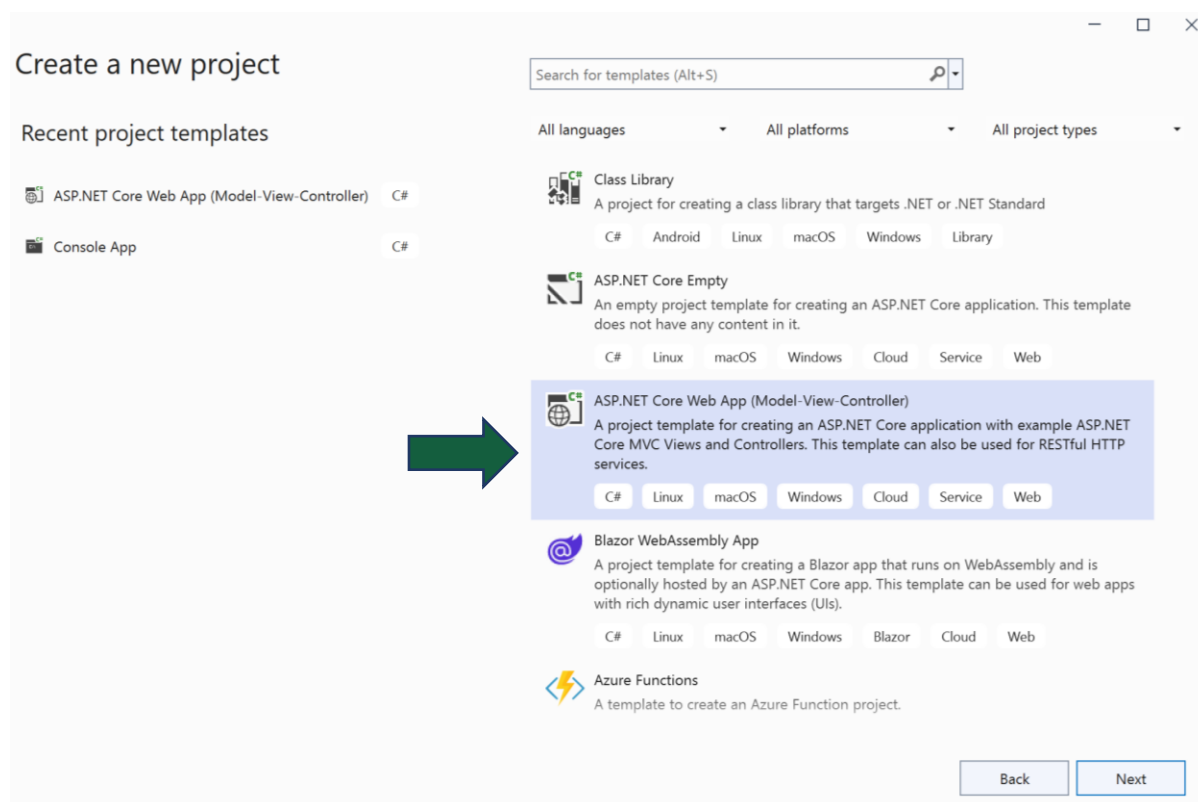 Create a new project
Search for templates (Alt+S)
Recent project templates
All languages
All platforms
All project types
ASP.NET Core Web App (Model-View-Controller)
C#
Console App
C#
C#
Class Library
A project for creating a class library that targets .NET or .NET Standard
C# Android Linux macOS Windows Library
C#
ASP.NET Core Empty
An empty project template for creating an ASP.NET Core application. This template
does not have any content in it.
C# Linux macOS Windows Cloud Service Web
C#
ASP.NET Core Web App (Model-View-Controller)
A project template for creating an ASP.NET Core application with example ASP.NET
Core MVC Views and Controllers. This template can also be used for RESTful HTTP
services.
C# Linux macOS Windows Cloud Service Web
@
Blazor WebAssembly App
A project template for creating a Blazor app that runs on WebAssembly and is
optionally hosted by an ASP.NET Core app. This template can be used for web apps
with rich dynamic user interfaces (UIs).
C# Linux macOS Windows Blazor Cloud Web
Azure Functions
A template to create an Azure Function project.
Back
Next